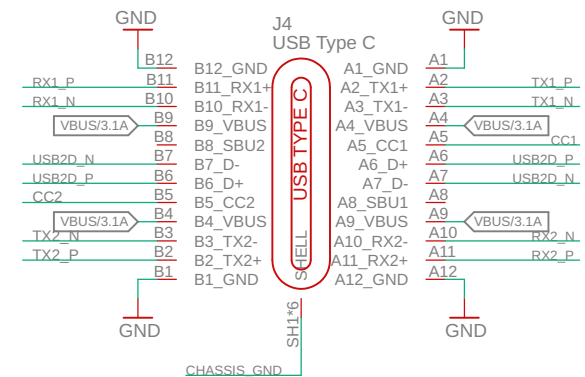 GND
J4
USB Type C
GND
B12 B12_GND A1_GND A1
RX1_P B11 B11_RX1+ A2_TX1+ A2 TX1_P
RX1_N B10 B10_RX1- A3_TX1- A3 TX1_N
VBUS/3.1A B9 B9_VBUS A4_VBUS A4 VBUS/3.1A
B8 B8_SBU2 A5_CC1 A5 CC1
USB2D_N B7 B7_D- A6_D+ A6 USB2D_P
USB2D_P B6 B6_D+ A7_D- A7 USB2D_N
CC2 B5 B5_CC2 A8_SBU1 A8
VBUS/3.1A B4 B4_VBUS A9_VBUS A9 VBUS/3.1A
TX2_N B3 B3_TX2- A10_RX2- A10 RX2_N
TX2_P B2 B2_TX2+ A11_RX2+ A11 RX2_P
B1 B1_GND A12_GND A12
USB TYPE C
SHELL
GND
SH1*6
GND
CHASSIS_GND